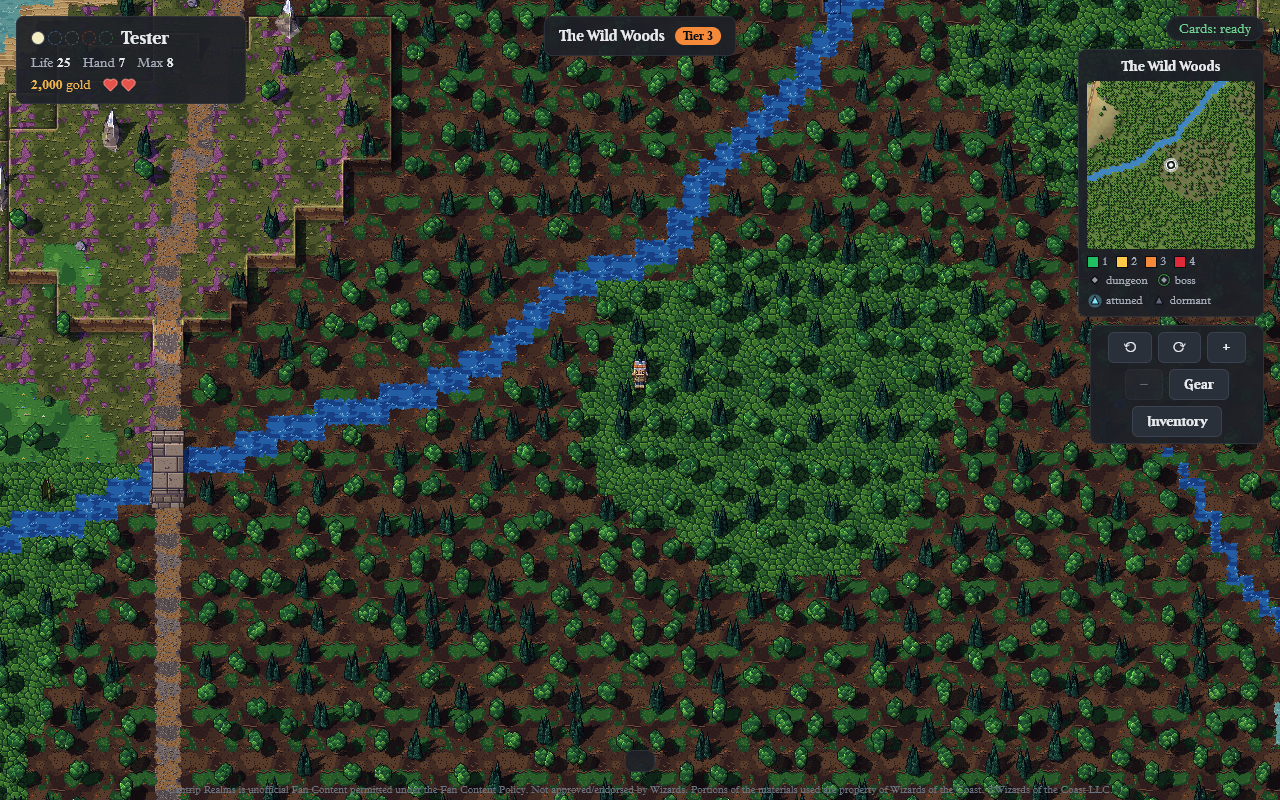 Tester
Life 25 Hand 7 Max 8
2,000 gold
The Wild Woods Tier 3
Cards: ready
The Wild Woods
1 2 3 4
dungeon boss
attuned dormant
+
− Gear
Inventory
Realms is unofficial Fan Content permitted under the Fan Content Policy. Not approved/endorsed by Wizards. Portions of the materials used are property of Wizards of the Coast. ©Wizards of the Coast LLC.